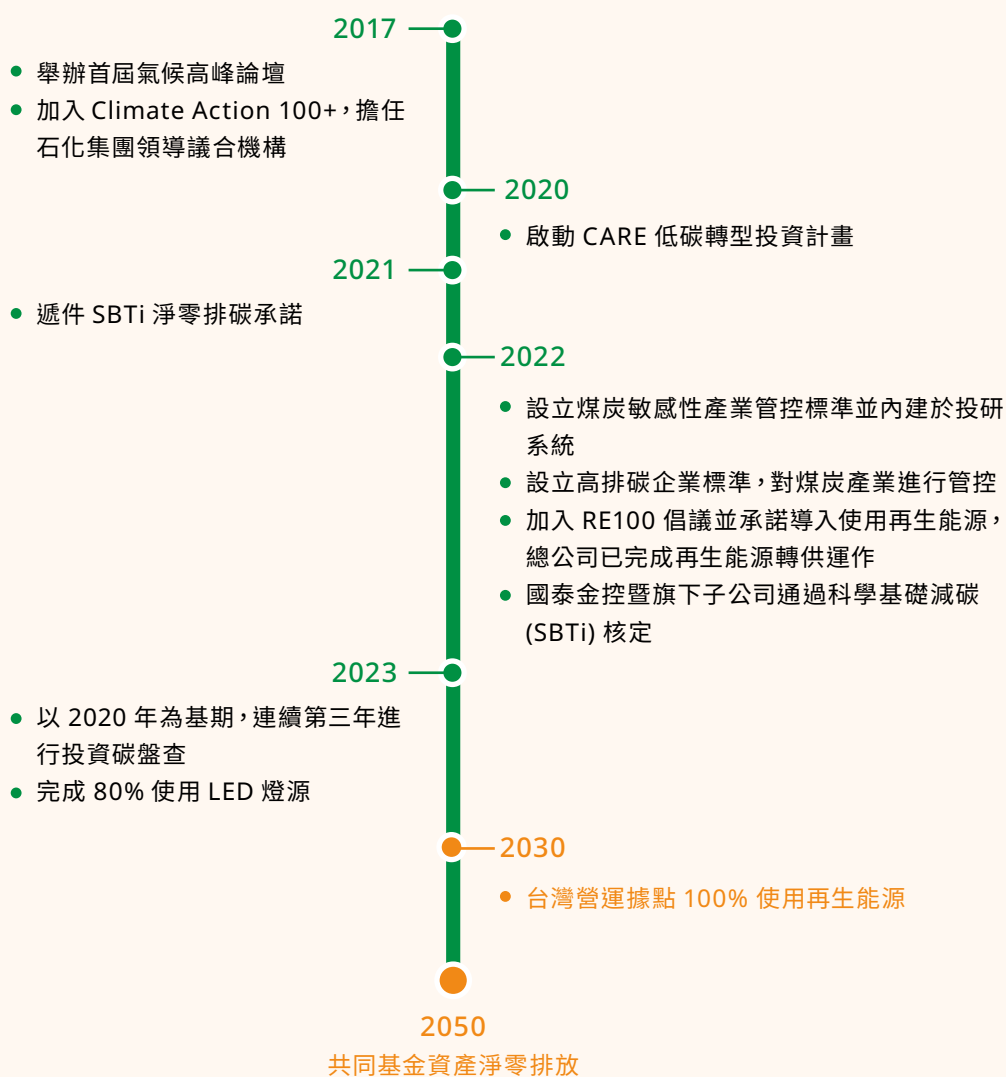 2017
舉辦首屆氣候高峰論壇
加入 Climate Action 100+，擔任
石化集團領導議合機構
2020
啟動 CARE 低碳轉型投資計畫
2021
遞件 SBTi 淨零排碳承諾
2022
設立煤炭敏感性產業管控標準並內建於投研
系統
設立高排碳企業標準，對煤炭產業進行管控
加入 RE100 倡議並承諾導入使用再生能源，
總公司已完成再生能源轉供運作
國泰金控暨旗下子公司通過科學基礎減碳
(SBTi) 核定
2023
以 2020 年為基期，連續第三年進
行投資碳盤查
完成 80% 使用 LED 燈源
2030
台灣營運據點 100% 使用再生能源
2050
共同基金資產淨零排放